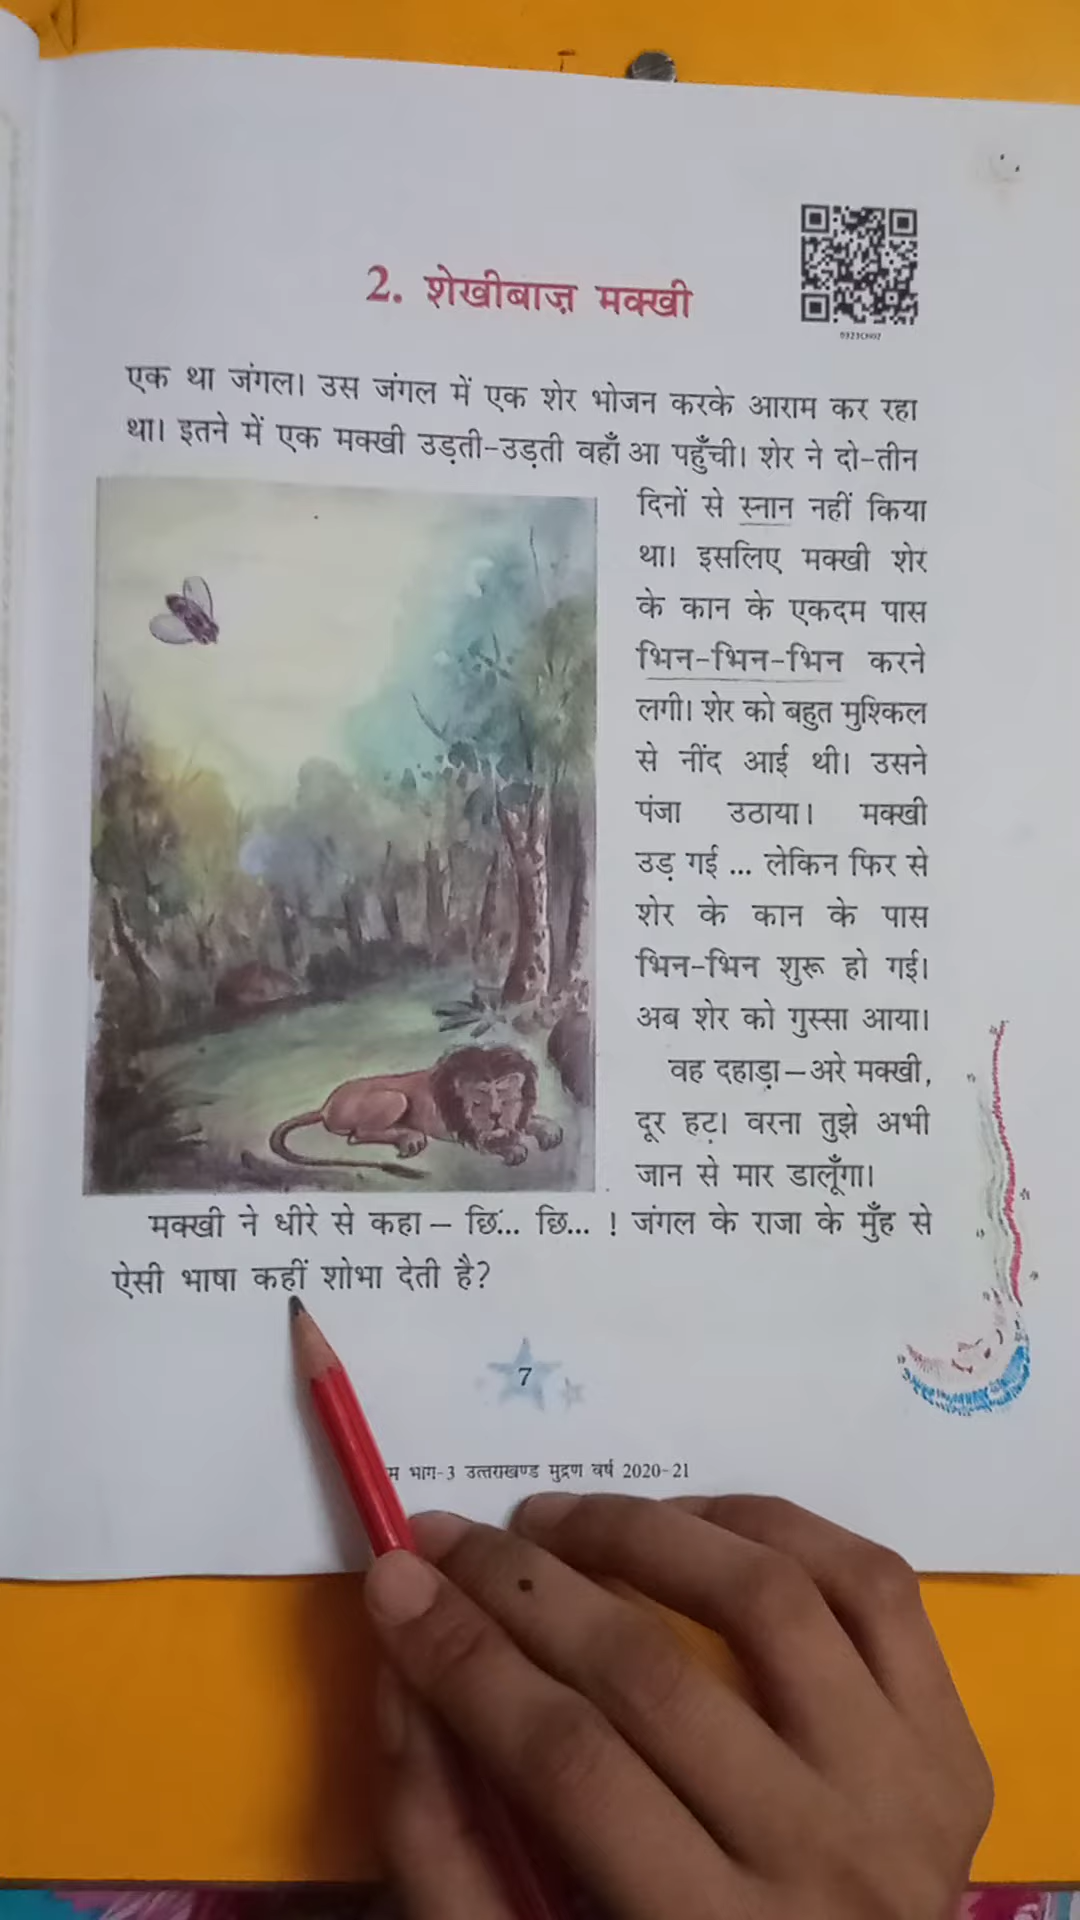 2. शेखीबाज़ मक्खी
एक था जंगल। उस जंगल में एक शेर भोजन करके आराम कर रहा
था। इतने में एक मक्खी उड़ती-उड़ती वहाँ आ पहुँची। शेर ने दो-तीन
दिनों से स्नान नहीं किया
था। इसलिए मक्खी शेर
के कान के एकदम पास
भिन-भिन-भिन करने
लगी। शेर को बहुत मुश्किल
से नींद आई थी। उसने
पंजा उठाया। मक्खी
उड़ गई ... लेकिन फिर से
शेर के कान के पास
भिन-भिन शुरू हो गई।
अब शेर को गुस्सा आया।
वह दहाड़ा—अरे मक्खी,
दूर हट। वरना तुझे अभी
जान से मार डालूँगा।
मक्खी ने धीरे से कहा — छि... छि... ! जंगल के राजा के मुँह से
ऐसी भाषा कहीं शोभा देती है?
7
भाग-3 उत्तराखण्ड मुद्रण वर्ष 2020-21